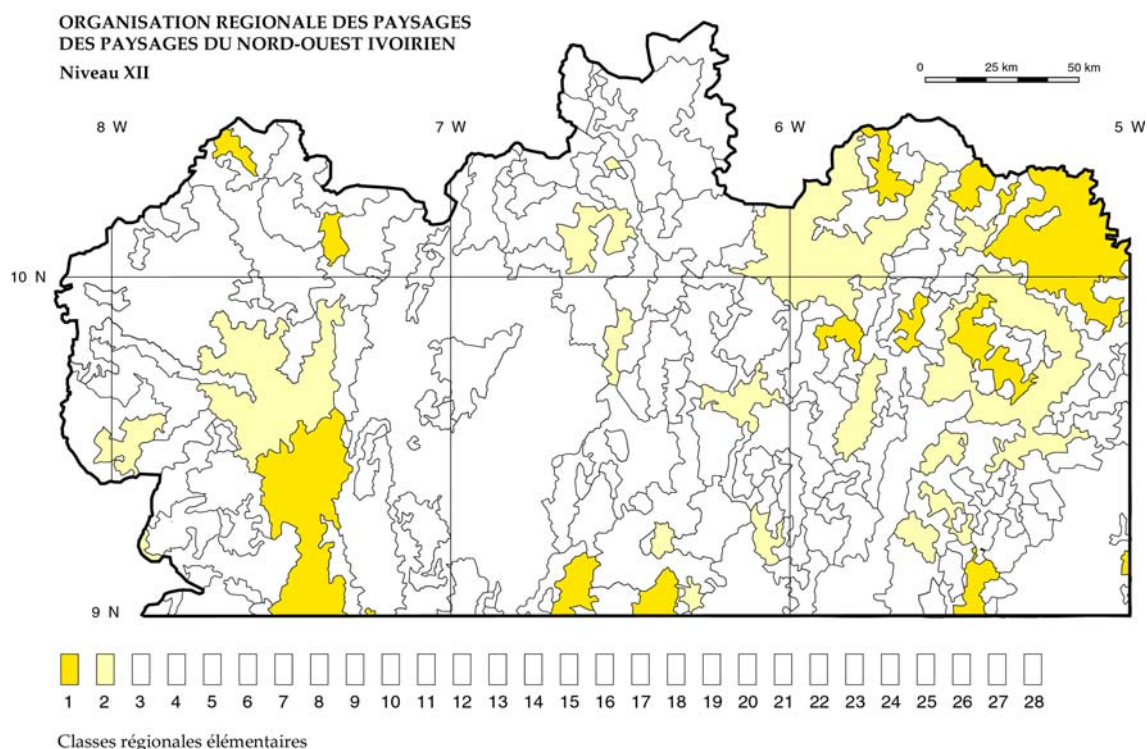 ORGANISATION REGIONALE DES PAYSAGES
DES PAYSAGES DU NORD-OUEST IVOIRIEN
Niveau XII
0 25 km 50 km
8 W 7 W 6 W 5 W
10 N
9 N
1 2 3 4 5 6 7 8 9 10 11 12 13 14 15 16 17 18 19 20 21 22 23 24 25 26 27 28
Classes régionales élémentaires